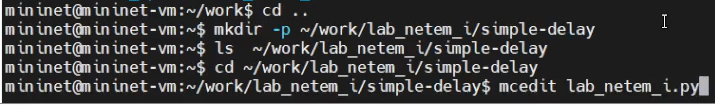 mininet@mininet-vm:~/work$ cd ..
mininet@mininet-vm:~$ mkdir -p ~/work/lab_netem_i/simple-delay
mininet@mininet-vm:~$ ls  ~/work/lab_netem_i/simple-delay
mininet@mininet-vm:~$ cd ~/work/lab_netem_i/simple-delay
mininet@mininet-vm:~/work/lab_netem_i/simple-delay$ mcedit lab_netem_i.py